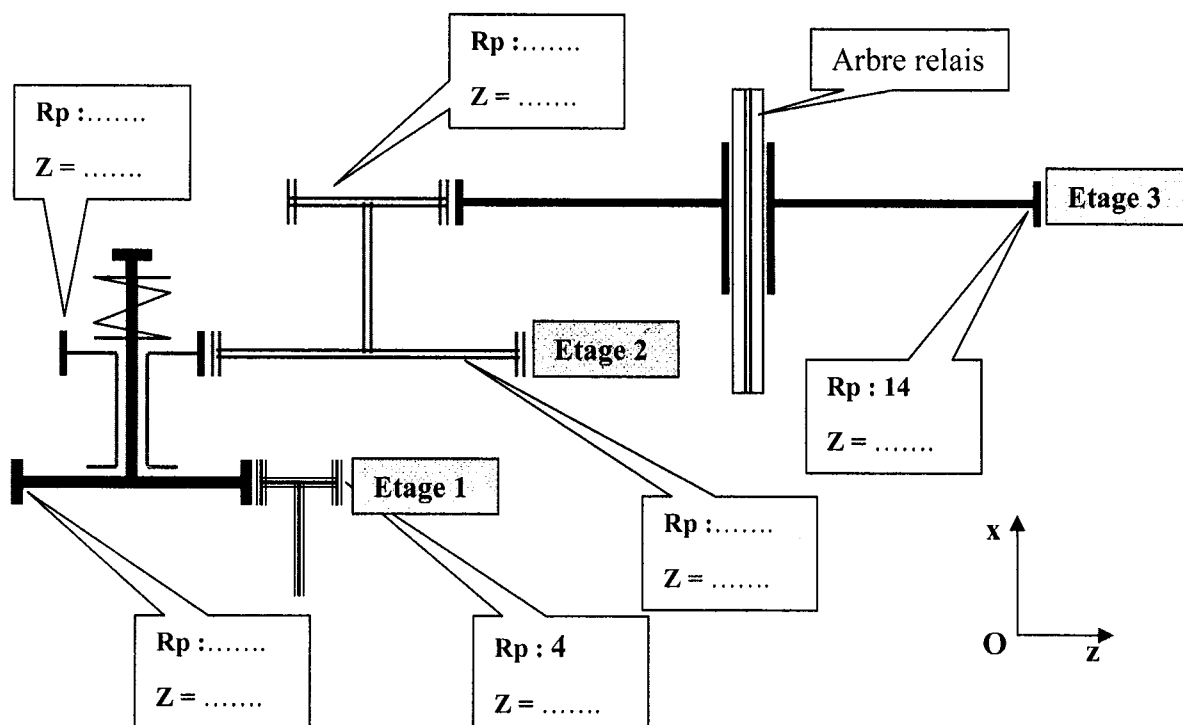 Rp :.......
Z = .......
Arbre relais
Rp :.......
Z = .......
Etage 3
Etage 2
Rp : 14
Z = .......
Etage 1
Rp :.......
Z = .......
x
O
z
Rp :.......
Z = .......
Rp : 4
Z = .......